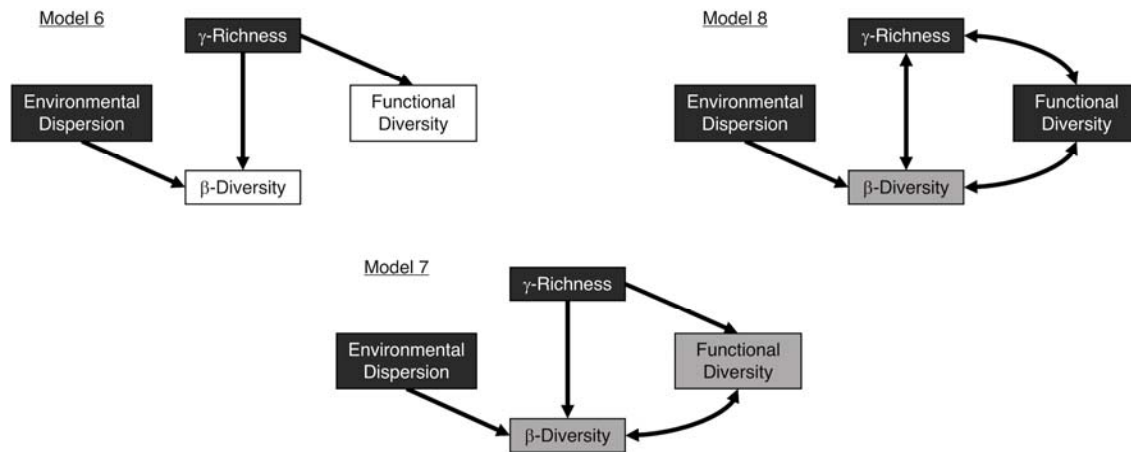 Model 6
γ-Richness
Environmental
Dispersion
Functional
Diversity
β-Diversity
Model 8
γ-Richness
Environmental
Dispersion
Functional
Diversity
β-Diversity
Model 7
γ-Richness
Environmental
Dispersion
Functional
Diversity
β-Diversity